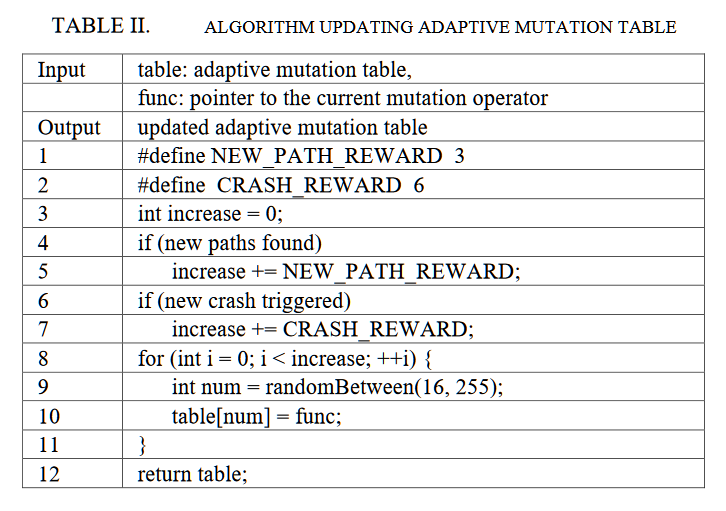 TABLE II. ALGORITHM UPDATING ADAPTIVE MUTATION TABLE
Input table: adaptive mutation table,
func: pointer to the current mutation operator
Output updated adaptive mutation table
1 #define NEW_PATH_REWARD 3
2 #define CRASH_REWARD 6
3 int increase = 0;
4 if (new paths found)
5 increase += NEW_PATH_REWARD;
6 if (new crash triggered)
7 increase += CRASH_REWARD;
8 for (int i = 0; i < increase; ++i) {
9 int num = randomBetween(16, 255);
10 table[num] = func;
11 }
12 return table;